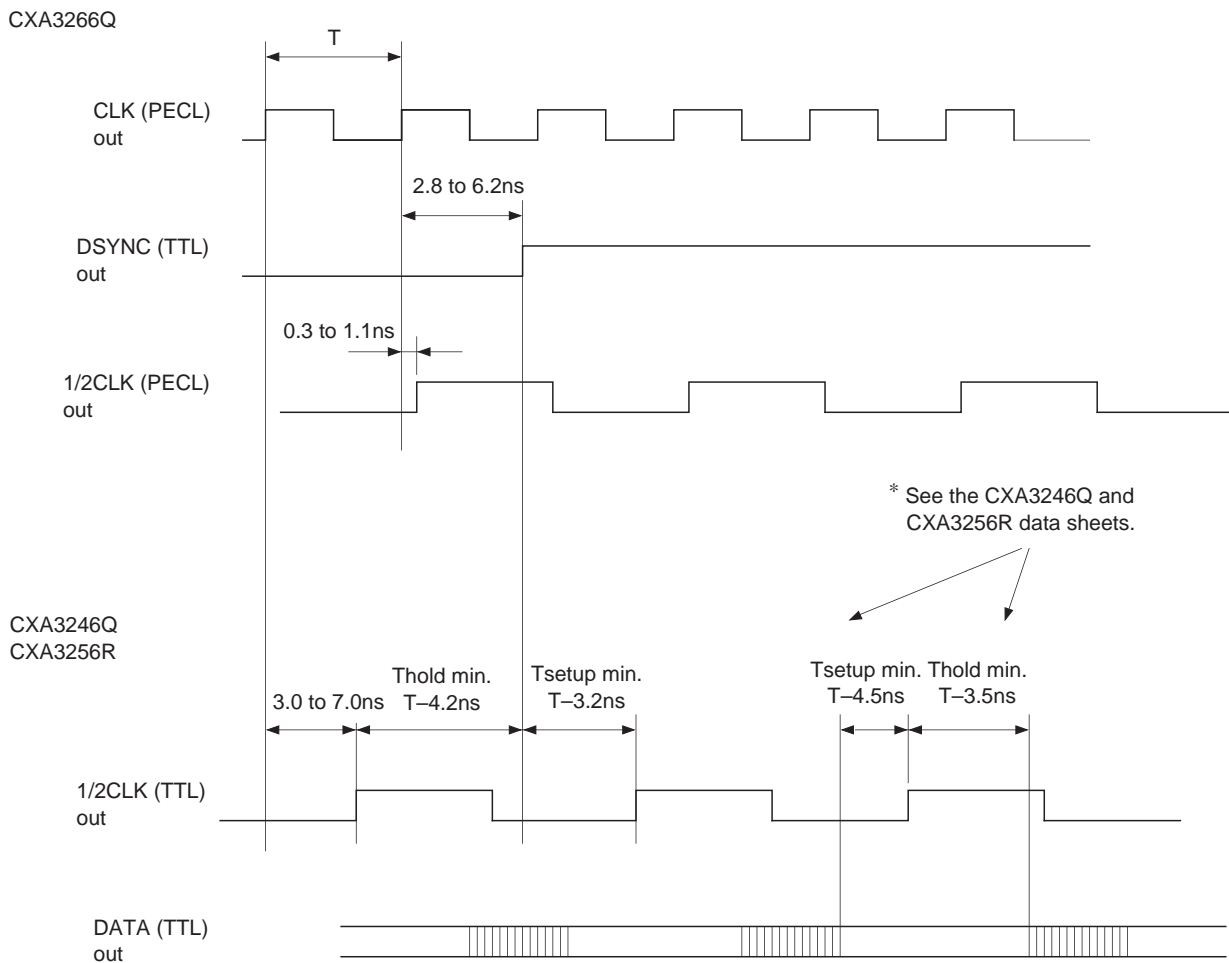 CXA3266Q
T
CLK (PECL)
out
2.8 to 6.2ns
DSYNC (TTL)
out
0.3 to 1.1ns
1/2CLK (PECL)
out
* See the CXA3246Q and
CXA3256R data sheets.
CXA3246Q
CXA3256R
3.0 to 7.0ns
Thold min.
T–4.2ns
Tsetup min.
T–3.2ns
Tsetup min.
T–4.5ns
Thold min.
T–3.5ns
1/2CLK (TTL)
out
DATA (TTL)
out